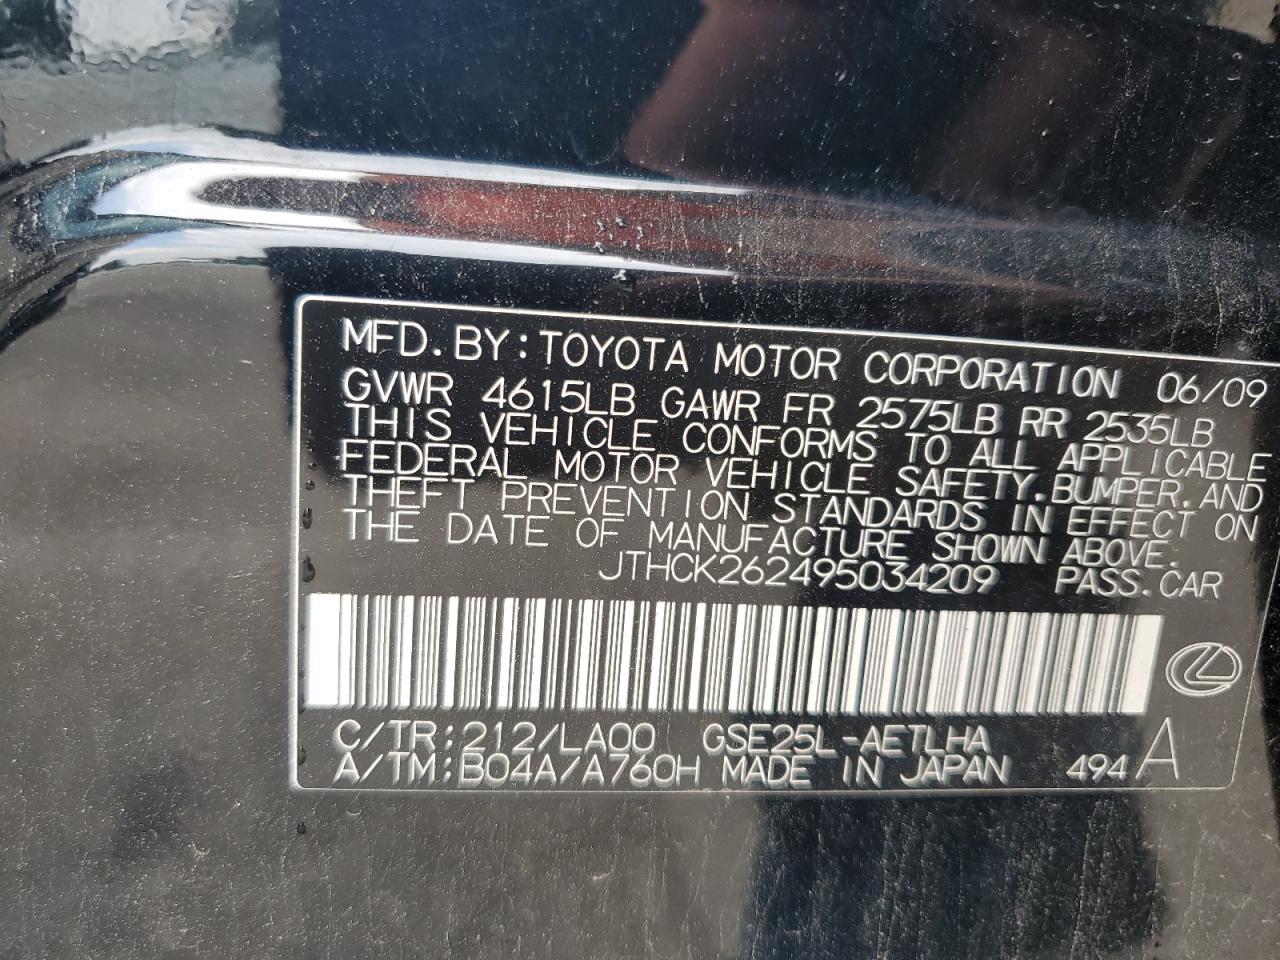 MFD. BY: TOYOTA MOTOR CORPORATION 06/09
GVWR 4615LB GAWR FR 2575LB RR 2535LB
THIS VEHICLE CONFORMS TO ALL APPLICABLE
FEDERAL MOTOR VEHICLE SAFETY. BUMPER. AND
THEFT PREVENTION STANDARDS IN EFFECT ON
THE DATE OF MANUFACTURE SHOWN ABOVE.
JTHCK262495034209 PASS. CAR
C/TR: 212/LA00 GSE25L-AETLHA
A/TM: B04A/A760H MADE IN JAPAN 494 A